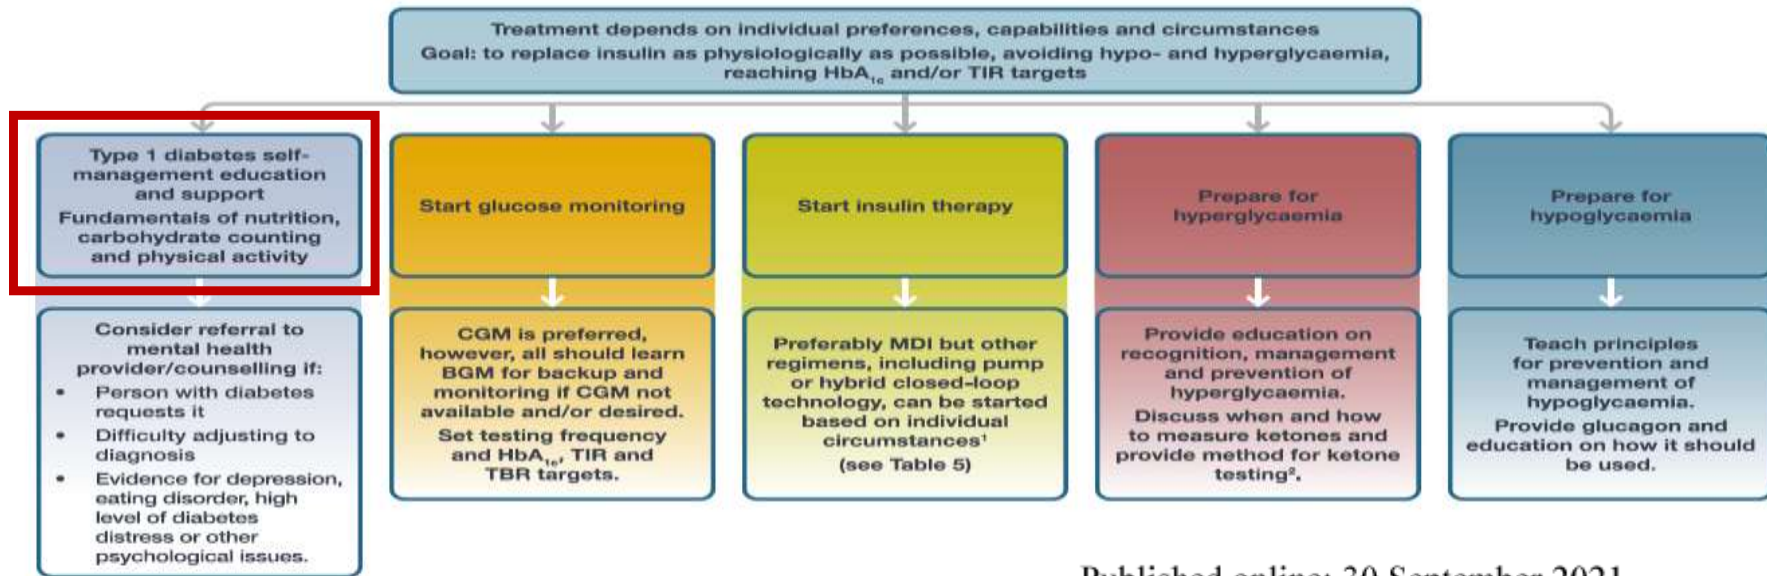 Treatment depends on individual preferences, capabilities and circumstances
Goal: to replace insulin as physiologically as possible, avoiding hypo- and hyperglycaemia,
reaching HbA1c and/or TIR targets
Type 1 diabetes self-
management education
and support
Fundamentals of nutrition,
carbohydrate counting
and physical activity
Start glucose monitoring
Start insulin therapy
Prepare for
hyperglycaemia
Prepare for
hypoglycaemia
Consider referral to
mental health
provider/counselling if:
• Person with diabetes
requests it
• Difficulty adjusting to
diagnosis
• Evidence for depression,
eating disorder, high
level of diabetes
distress or other
psychological issues.
CGM is preferred,
however, all should learn
BGM for backup and
monitoring if CGM not
available and/or desired.
Set testing frequency
and HbA1c, TIR and
TBR targets.
Preferably MDI but other
regimens, including pump
or hybrid closed-loop
technology, can be started
based on individual
circumstances¹
(see Table 5)
Provide education on
recognition, management
and prevention of
hyperglycaemia.
Discuss when and how
to measure ketones and
provide method for ketone
testing².
Teach principles
for prevention and
management of
hypoglycaemia.
Provide glucagon and
education on how it should
be used.
Published online: 30 September 2021